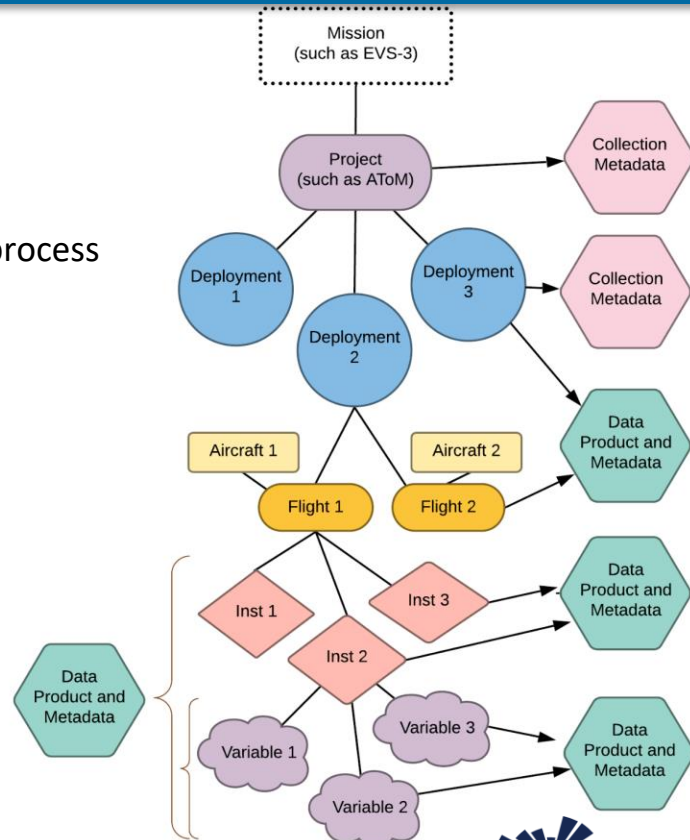 Mission
(such as EVS-3)
Project
(such as AToM)
Collection
Metadata
process
Deployment
1
Deployment
2
Deployment
3
Collection
Metadata
Data
Product and
Metadata
Aircraft 1
Aircraft 2
Flight 1
Flight 2
Inst 1
Inst 2
Inst 3
Data
Product and
Metadata
Data
Product and
Metadata
Variable 1
Variable 2
Variable 3
Data
Product and
Metadata